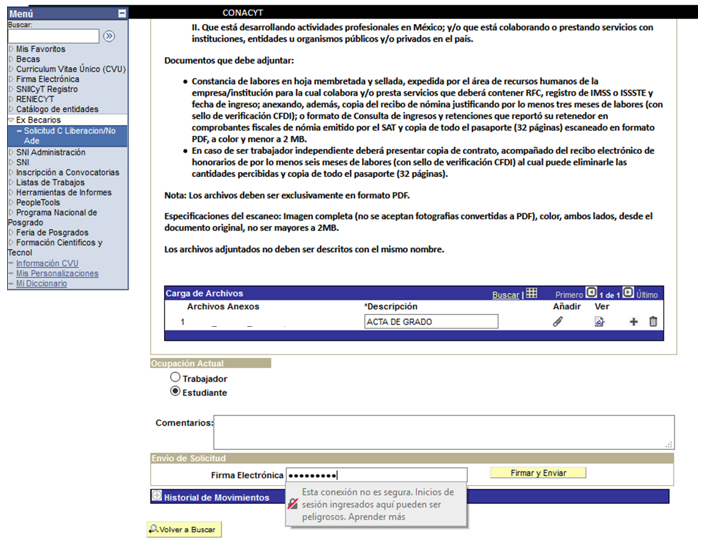 CONACYT
Menú
Buscar:
Mis Favoritos
Becas
Curriculum Vitae Único (CVU)
Firma Electrónica
SNIICyT Registro
RENIECYT
Catálogo de entidades
Ex Becarios
Solicitud C Liberacion/No
Ade
SNI Administración
SNI
Inscripción a Convocatorias
Listas de Trabajos
Herramientas de Informes
PeopleTools
Programa Nacional de
Posgrado
Feria de Posgrados
Formación Cientificos y
Tecnol
Información CVU
Mis Personalizaciones
Mi Diccionario
II. Que está desarrollando actividades profesionales en México; y/o que está colaborando o prestando servicios con
instituciones, entidades u organismos públicos y/o privados en el país.
Documentos que debe adjuntar:
• Constancia de labores en hoja membretada y sellada, expedida por el área de recursos humanos de la
empresa/institución para la cual colabora y/o presta servicios que deberá contener RFC, registro de IMSS o ISSSTE y
fecha de ingreso; anexando, además, copia del recibo de nómina justificando por lo menos tres meses de labores (con
sello de verificación CFDI); o formato de Consulta de ingresos y retenciones que reportó su retenedor en
comprobantes fiscales de nómia emitido por el SAT y copia de todo el pasaporte (32 páginas) escaneado en formato
PDF, a color y menor a 2 MB.
• En caso de ser trabajador independiente deberá presentar copia de contrato, acompañado del recibo electrónico de
honorarios de por lo menos seis meses de labores (con sello de verificación CFDI) al cual puede eliminarle las
cantidades percibidas y copia de todo el pasaporte (32 páginas).
Nota: Los archivos deben ser exclusivamente en formato PDF.
Especificaciones del escaneo: Imagen completa (no se aceptan fotografias convertidas a PDF), color, ambos lados, desde el
documento original, no ser mayores a 2MB.
Los archivos adjuntados no deben ser descritos con el mismo nombre.
Carga de Archivos Buscar | Primero 1 de 1 Último
Archivos Anexos *Descripción Añadir Ver
1 ACTA DE GRADO
Ocupación Actual
Trabajador
Estudiante
Comentarios:
Envio de Solicitud
Firma Electrónica ●●●●●●●●● Firmar y Enviar
Esta conexión no es segura. Inicios de
sesión ingresados aquí pueden ser
peligrosos. Aprender más
Historial de Movimientos
Volver a Buscar